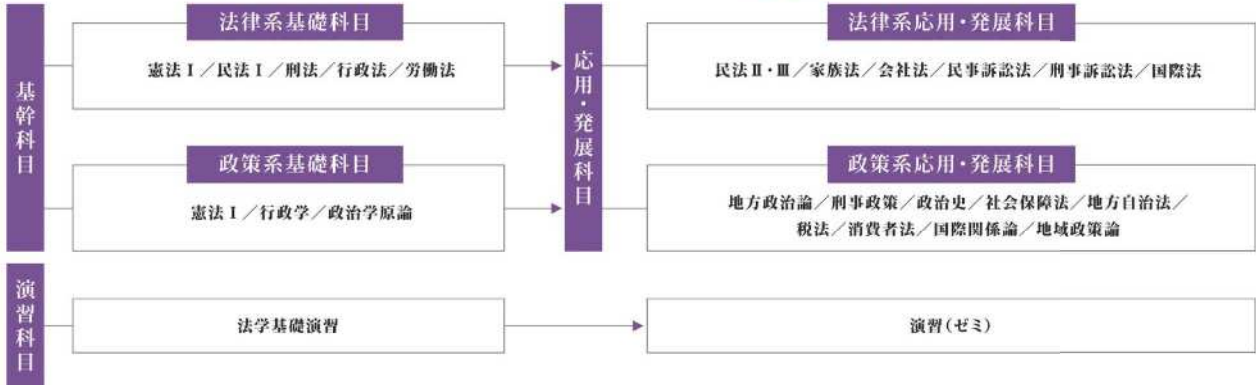 基幹科目
法律系基礎科目
憲法Ⅰ／民法Ⅰ／刑法／行政法／労働法
政策系基礎科目
憲法Ⅰ／行政学／政治学原論
応用・発展科目
法律系応用・発展科目
民法Ⅱ・Ⅲ／家族法／会社法／民事訴訟法／刑事訴訟法／国際法
政策系応用・発展科目
地方政治論／刑事政策／政治史／社会保障法／地方自治法／
税法／消費者法／国際関係論／地域政策論
演習科目
法学基礎演習
演習（ゼミ）